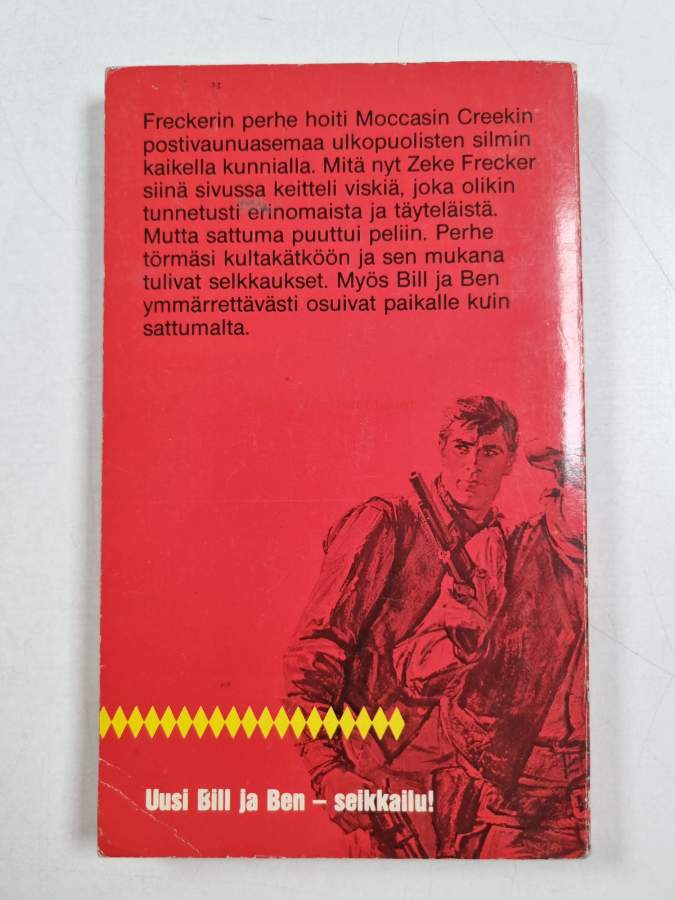 Freckerin perhe hoiti Moccasin Creekin
postivaunuasemaa ulkopuolisten silmin
kaikella kunnialla. Mitä nyt Zeke Frecker
siinä sivussa keitteli viskiä, joka olikin
tunnetusti erinomaista ja täyteläistä.
Mutta sattuma puuttui peliin. Perhe
törmäsi kultakätköön ja sen mukana
tulivat selkkaukset. Myös Bill ja Ben
ymmärrettävästi osuivat paikalle kuin
sattumalta.
Uusi Bill ja Ben – seikkailu!